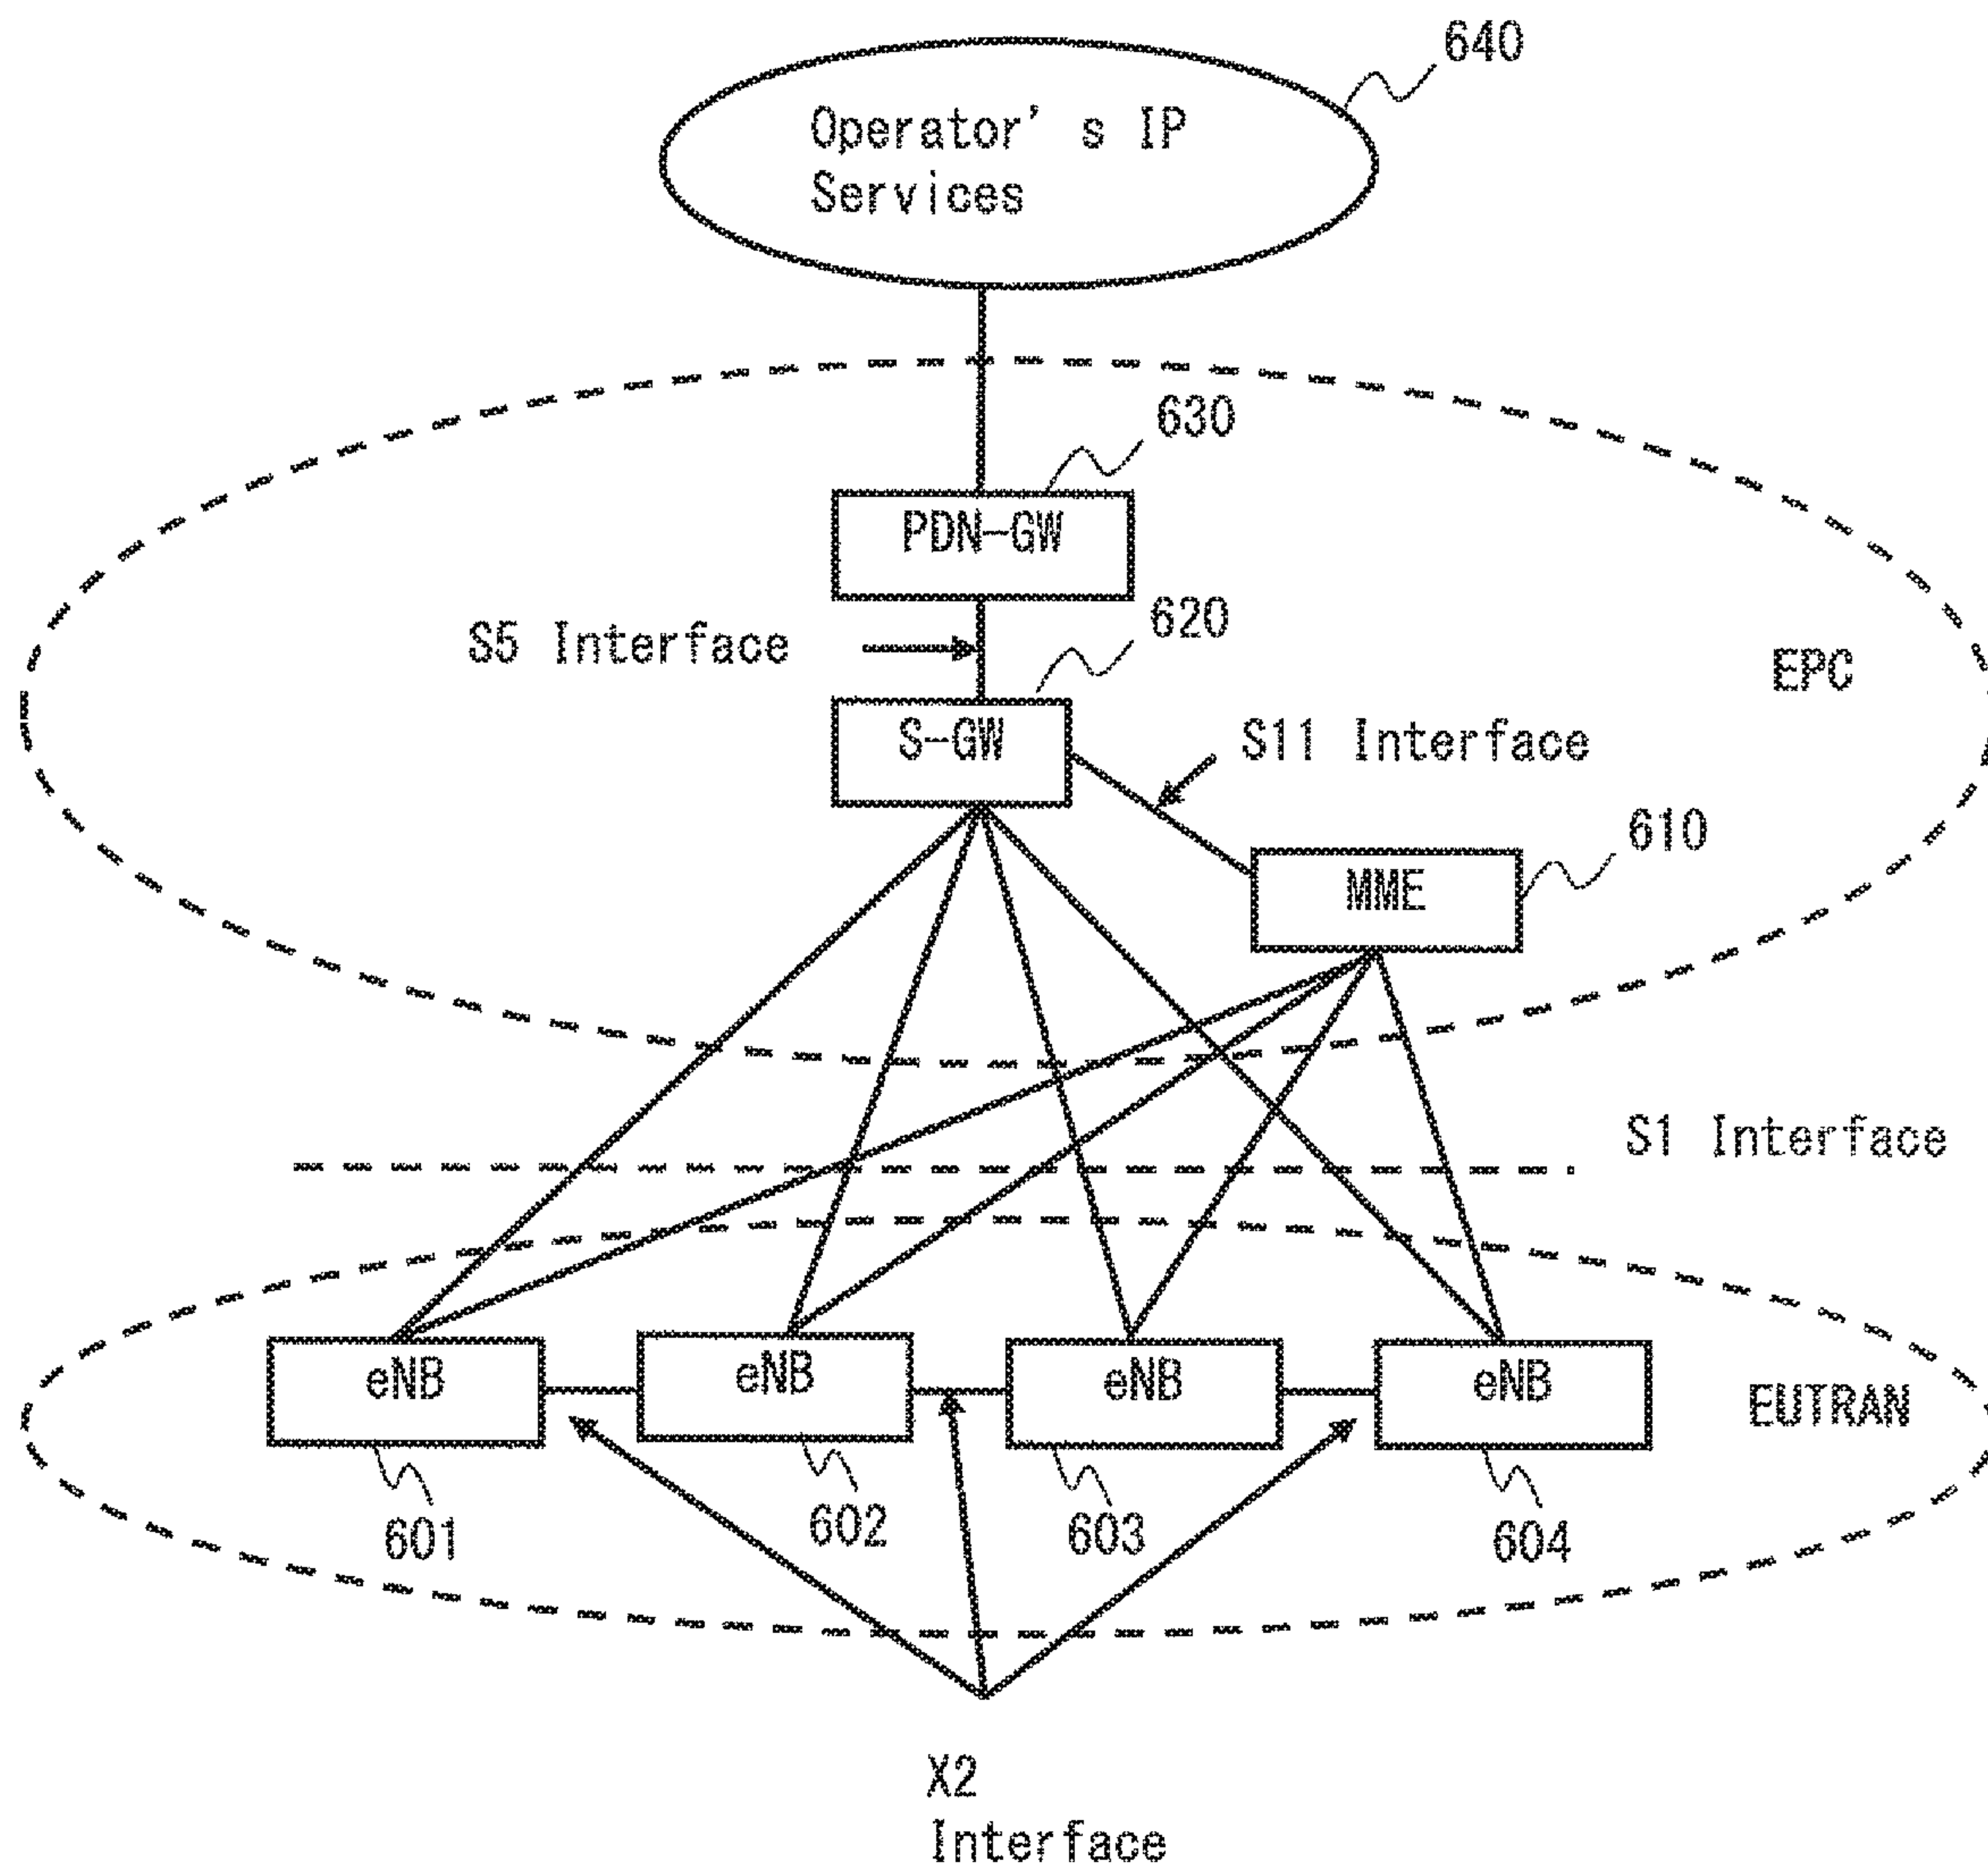 640
Operator's IP
Services
630
PDN-GW
620
S5 Interface
EPC
S-GW
S11 Interface
610
MME
S1 Interface
eNB
eNB
eNB
eNB
EUTRAN
601
602
603
604
X2
Interface